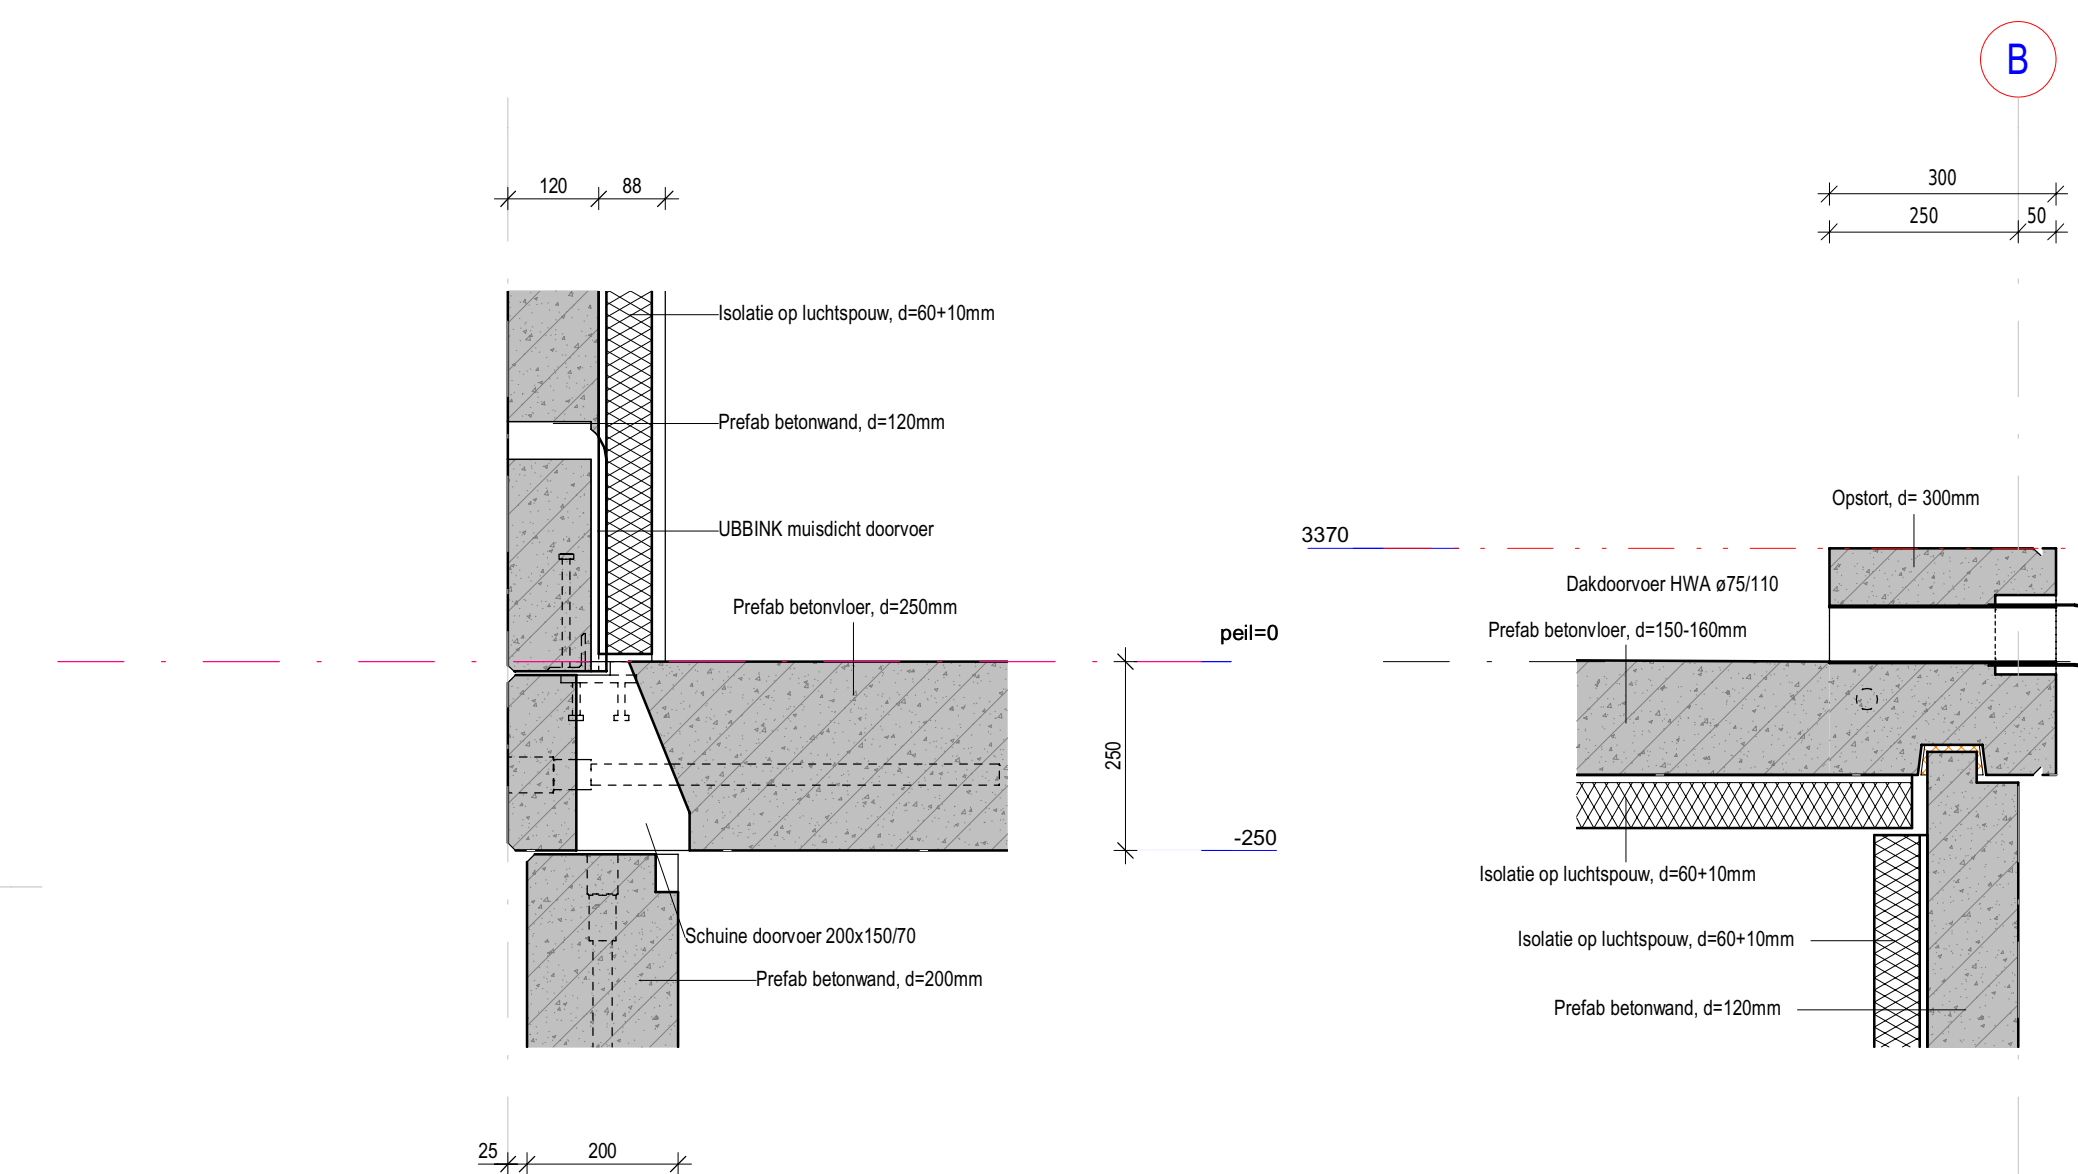 B
120
88
300
250
50
Isolatie op luchtspouw, d=60+10mm
Prefab betonwand, d=120mm
UBBINK muisdicht doorvoer
Prefab betonvloer, d=250mm
peil=0
250
-250
Schuine doorvoer 200x150/70
Prefab betonwand, d=200mm
25
200
Opstort, d= 300mm
3370
Dakdoorvoer HWA ø75/110
Prefab betonvloer, d=150-160mm
Isolatie op luchtspouw, d=60+10mm
Isolatie op luchtspouw, d=60+10mm
Prefab betonwand, d=120mm